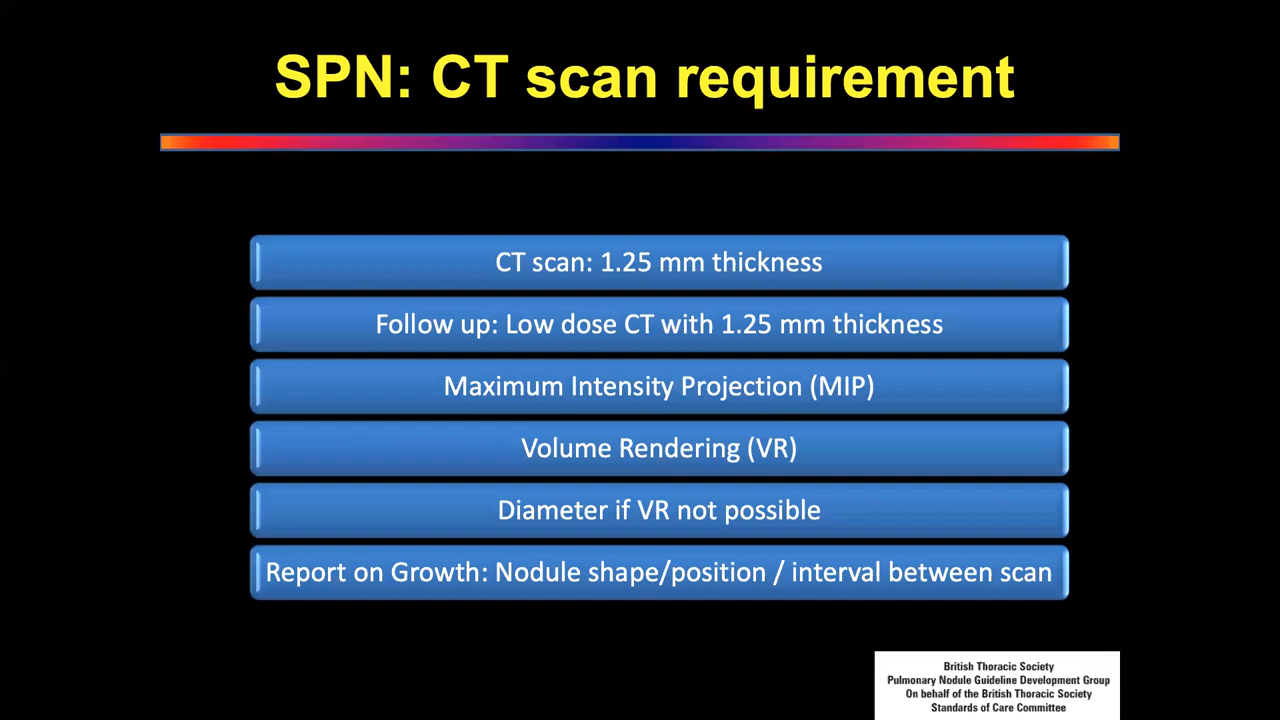 SPN: CT scan requirement
CT scan: 1.25 mm thickness
Follow up: Low dose CT with 1.25 mm thickness
Maximum Intensity Projection (MIP)
Volume Rendering (VR)
Diameter if VR not possible
Report on Growth: Nodule shape/position / interval between scan
British Thoracic Society
Pulmonary Nodule Guideline Development Group
On behalf of the British Thoracic Society
Standards of Care Committee